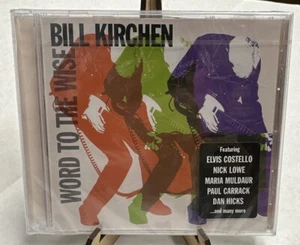 BILL KIRCHEN
WORD TO THE WISE
Featuring
ELVIS COSTELLO
NICK LOWE
MARIA MULDAUR
PAUL CARRACK
DAN HICKS
...and many more